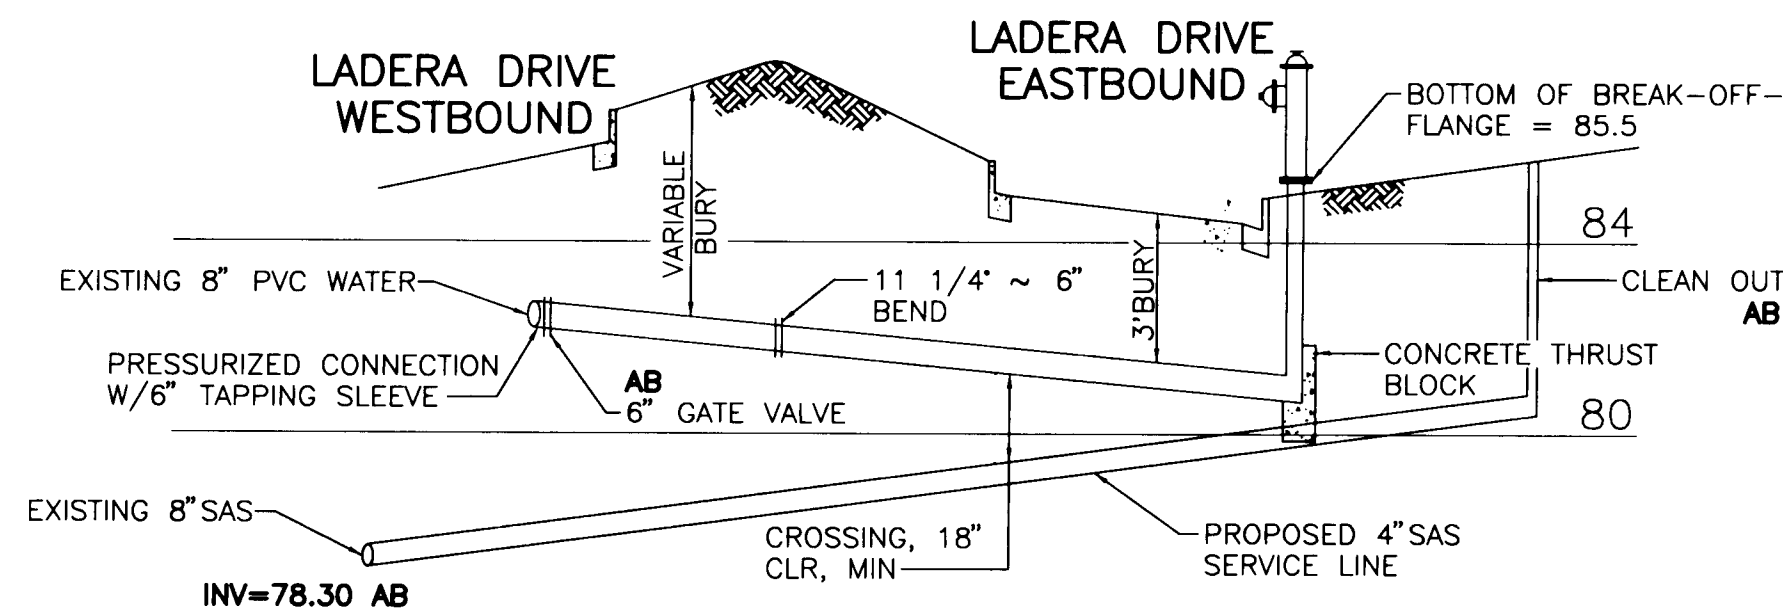 LADERA DRIVE
WESTBOUND
LADERA DRIVE
EASTBOUND
BOTTOM OF BREAK-OFF-
FLANGE = 85.5
VARIABLE
BURY
84
EXISTING 8" PVC WATER
11 1/4° ~ 6"
BEND
3'BURY
CLEAN OUT
AB
PRESSURIZED CONNECTION
W/6" TAPPING SLEEVE
AB
6" GATE VALVE
CONCRETE THRUST
BLOCK
80
EXISTING 8"SAS
CROSSING, 18"
CLR, MIN
PROPOSED 4"SAS
SERVICE LINE
INV=78.30 AB